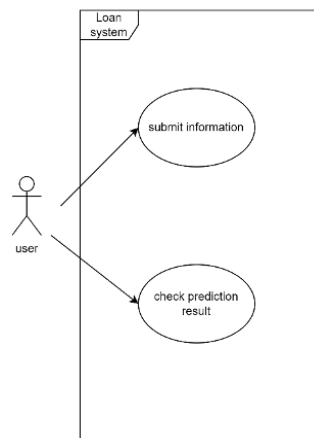 Loan
system
submit information
user
check prediction
result